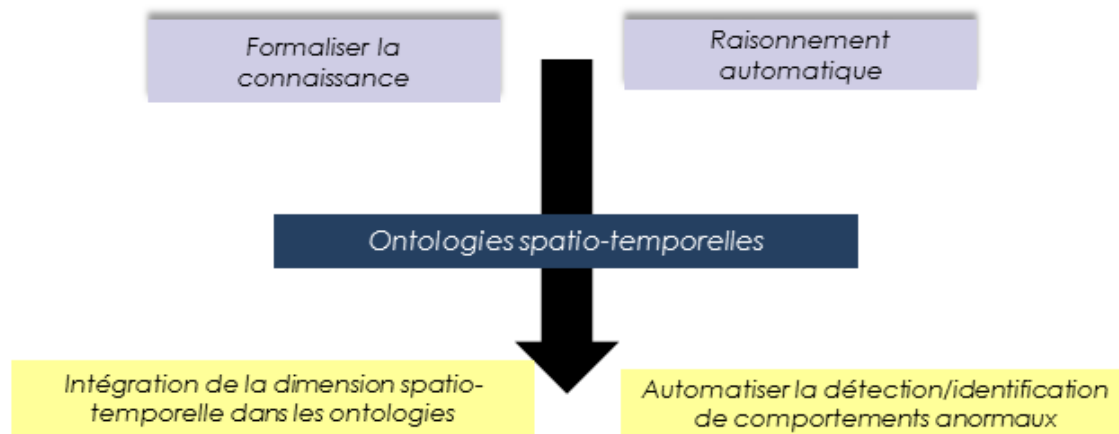 Formaliser la
connaissance
Raisonnement
automatique
Ontologies spatio-temporelles
Intégration de la dimension spatio-
temporelle dans les ontologies
Automatiser la détection/identification
de comportements anormaux